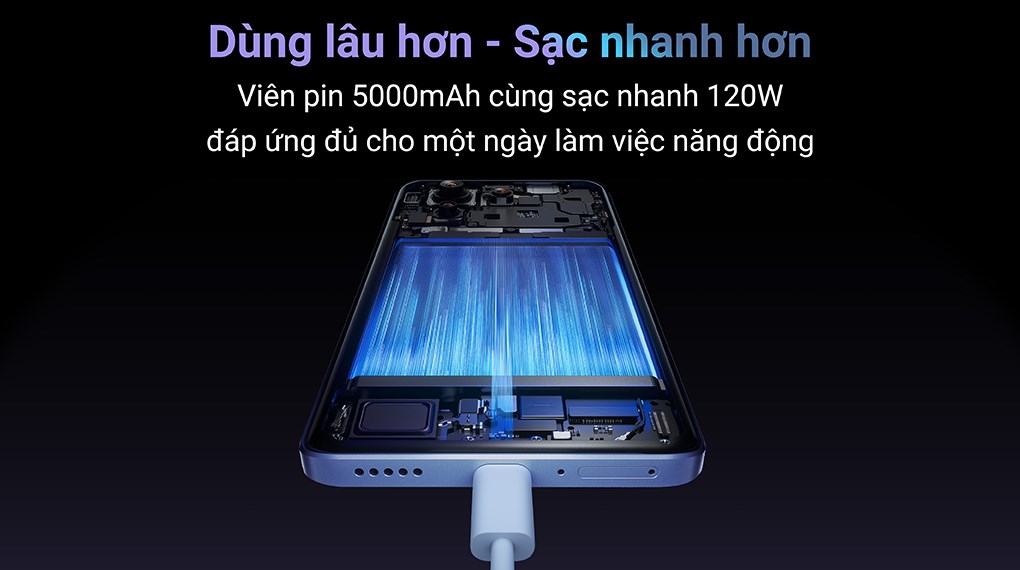 Dùng lâu hơn - Sạc nhanh hơn
Viên pin 5000mAh cùng sạc nhanh 120W
đáp ứng đủ cho một ngày làm việc năng động